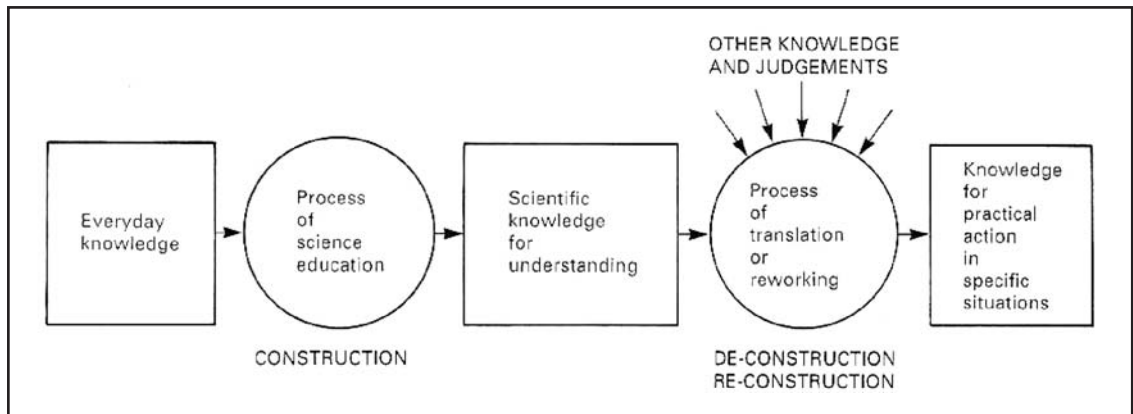 OTHER KNOWLEDGE
AND JUDGEMENTS
Everyday
knowledge
Process
of
science
education
Scientific
knowledge
for
understanding
Process
of
translation
or
reworking
Knowledge
for
practical
action
in
specific
situations
CONSTRUCTION
DE-CONSTRUCTION
RE-CONSTRUCTION